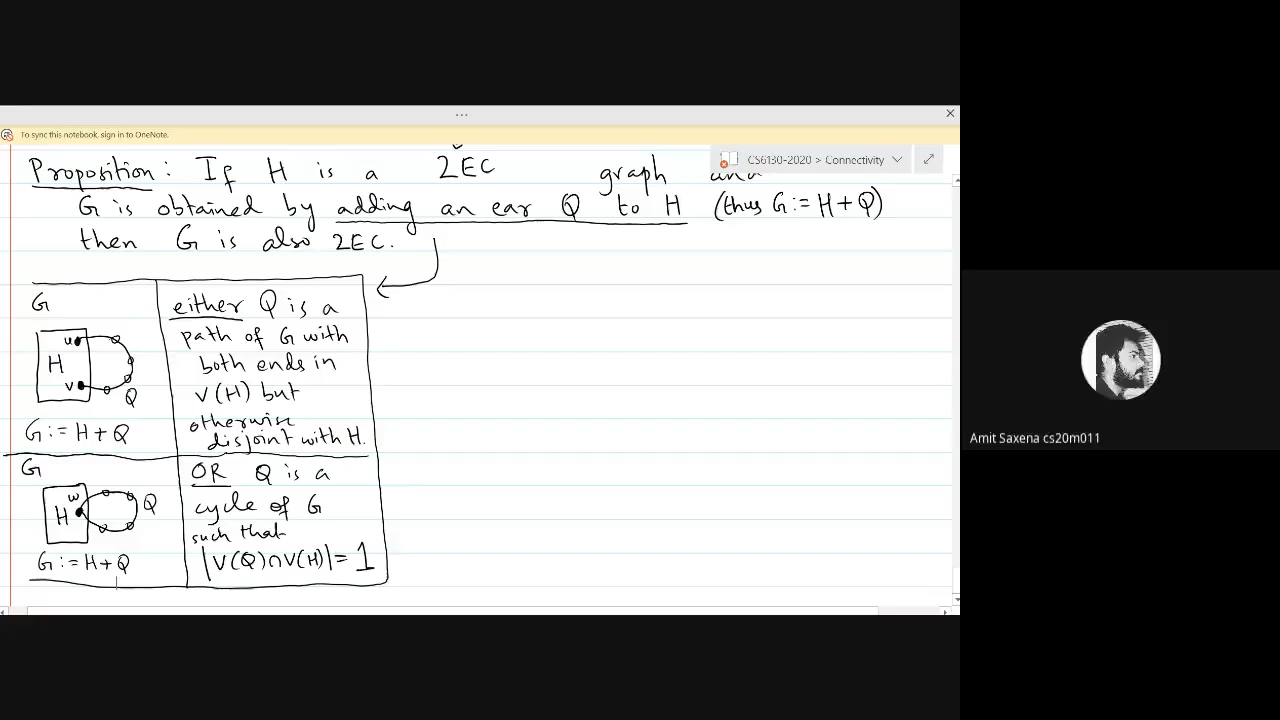 ...
To sync this notebook, sign in to OneNote.
CS6130-2020 > Connectivity
Proposition: If H is a 2EC graph and
G is obtained by adding an ear Q to H (thus G := H + Q)
then G is also 2EC.
G
u
H
v
Q
G := H + Q
either Q is a
path of G with
both ends in
V(H) but
otherwise
disjoint with H.
G
w
H
Q
G := H + Q
OR Q is a
cycle of G
such that
|V(Q)∩V(H)| = 1
Amit Saxena cs20m011